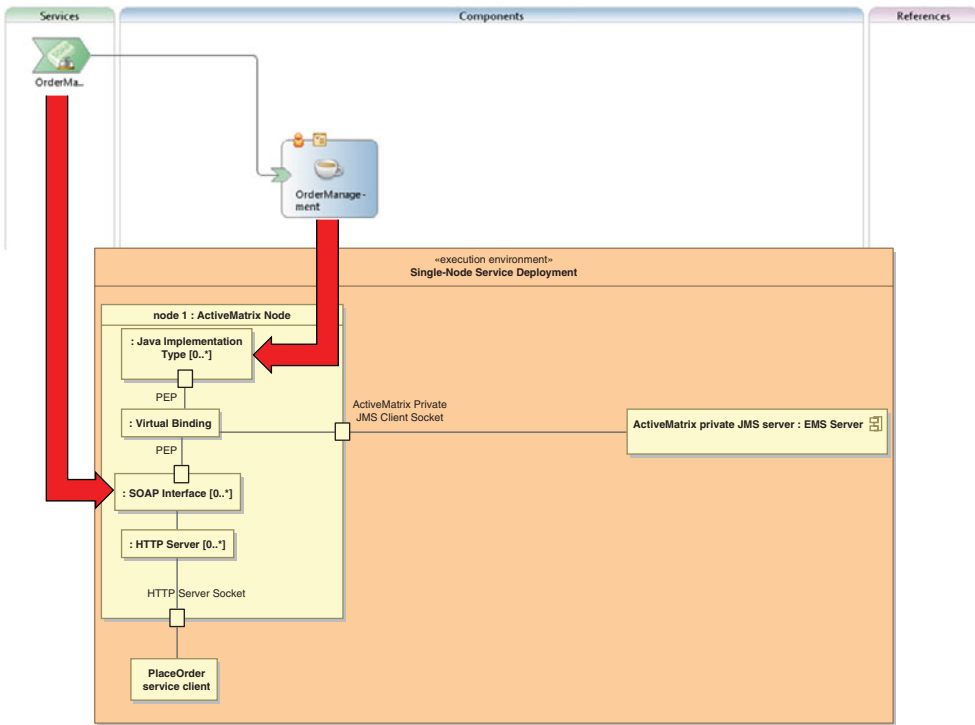 Services
Components
References
SOAP
OrderMa...
OrderManage-
ment
«execution environment»
Single-Node Service Deployment
node 1 : ActiveMatrix Node
: Java Implementation
Type [0..*]
PEP
: Virtual Binding
PEP
: SOAP Interface [0..*]
: HTTP Server [0..*]
HTTP Server Socket
PlaceOrder
service client
ActiveMatrix Private
JMS Client Socket
ActiveMatrix private JMS server : EMS Server